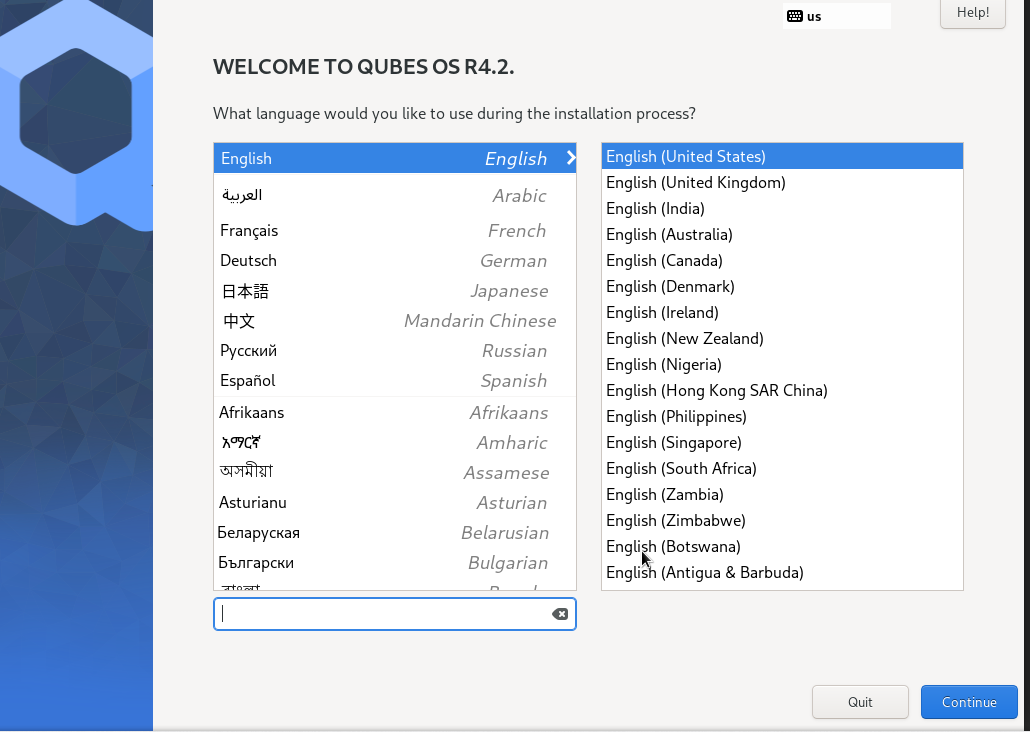 us
Help!
WELCOME TO QUBES OS R4.2.
What language would you like to use during the installation process?
English English
العربية Arabic
Français French
Deutsch German
日本語 Japanese
中文 Mandarin Chinese
Русский Russian
Español Spanish
Afrikaans Afrikaans
አማርኛ Amharic
অসমীয়া Assamese
Asturianu Asturian
Беларуская Belarusian
Български Bulgarian
English (United States)
English (United Kingdom)
English (India)
English (Australia)
English (Canada)
English (Denmark)
English (Ireland)
English (New Zealand)
English (Nigeria)
English (Hong Kong SAR China)
English (Philippines)
English (Singapore)
English (South Africa)
English (Zambia)
English (Zimbabwe)
English (Botswana)
English (Antigua & Barbuda)
Quit
Continue